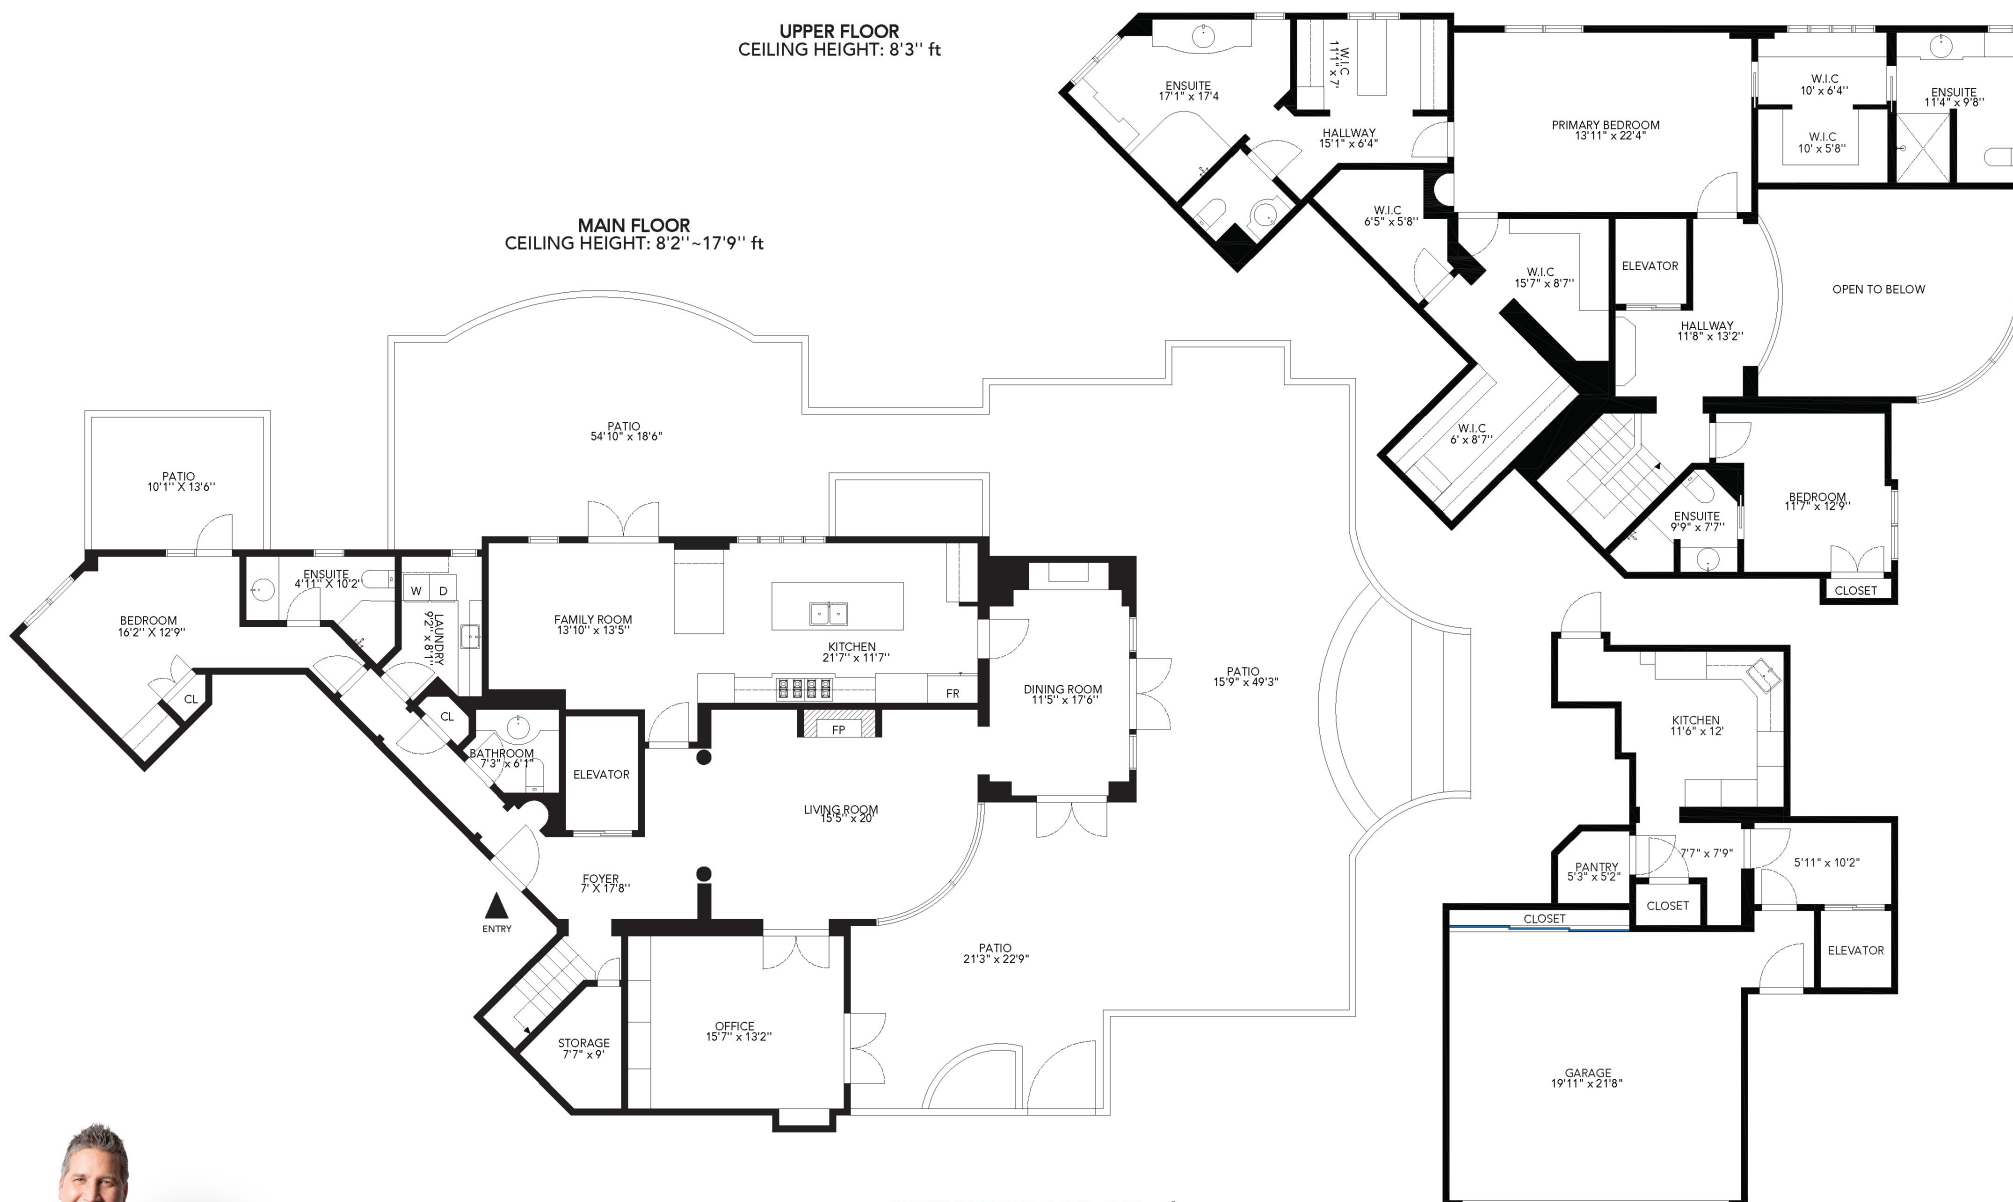 UPPER FLOOR
CEILING HEIGHT: 8'3'' ft
ENSUITE
17'1" x 17'4
W.I.C
11'1" x 7'
HALLWAY
15'1" x 6'4"
PRIMARY BEDROOM
13'11" x 22'4"
W.I.C
10' x 6'4"
W.I.C
10' x 5'8"
ENSUITE
11'4" x 9'8"
W.I.C
6'5" x 5'8"
W.I.C
15'7" x 8'7"
ELEVATOR
HALLWAY
11'8" x 13'2"
OPEN TO BELOW
W.I.C
6' x 8'7"
ENSUITE
9'9" x 7'7"
BEDROOM
11'7" x 12'9"
CLOSET
MAIN FLOOR
CEILING HEIGHT: 8'2''~17'9'' ft
PATIO
54'10" x 18'6"
PATIO
10'1" X 13'6"
ENSUITE
4'11" X 10'2"
BEDROOM
16'2" X 12'9"
CL
W D
LAUNDRY
9'2" x 8'1"
CL
BATHROOM
7'3" x 6'1"
FAMILY ROOM
13'10" x 13'5"
KITCHEN
21'7" x 11'7"
FR
FP
DINING ROOM
11'5" x 17'6"
PATIO
15'9" x 49'3"
ELEVATOR
LIVING ROOM
15'5" x 20'
FOYER
7' X 17'8"
ENTRY
PATIO
21'3" x 22'9"
OFFICE
15'7" x 13'2"
STORAGE
7'7" x 9'
KITCHEN
11'6" x 12'
PANTRY
5'3" x 5'2"
7'7" x 7'9"
5'11" x 10'2"
CLOSET
CLOSET
ELEVATOR
GARAGE
19'11" x 21'8"